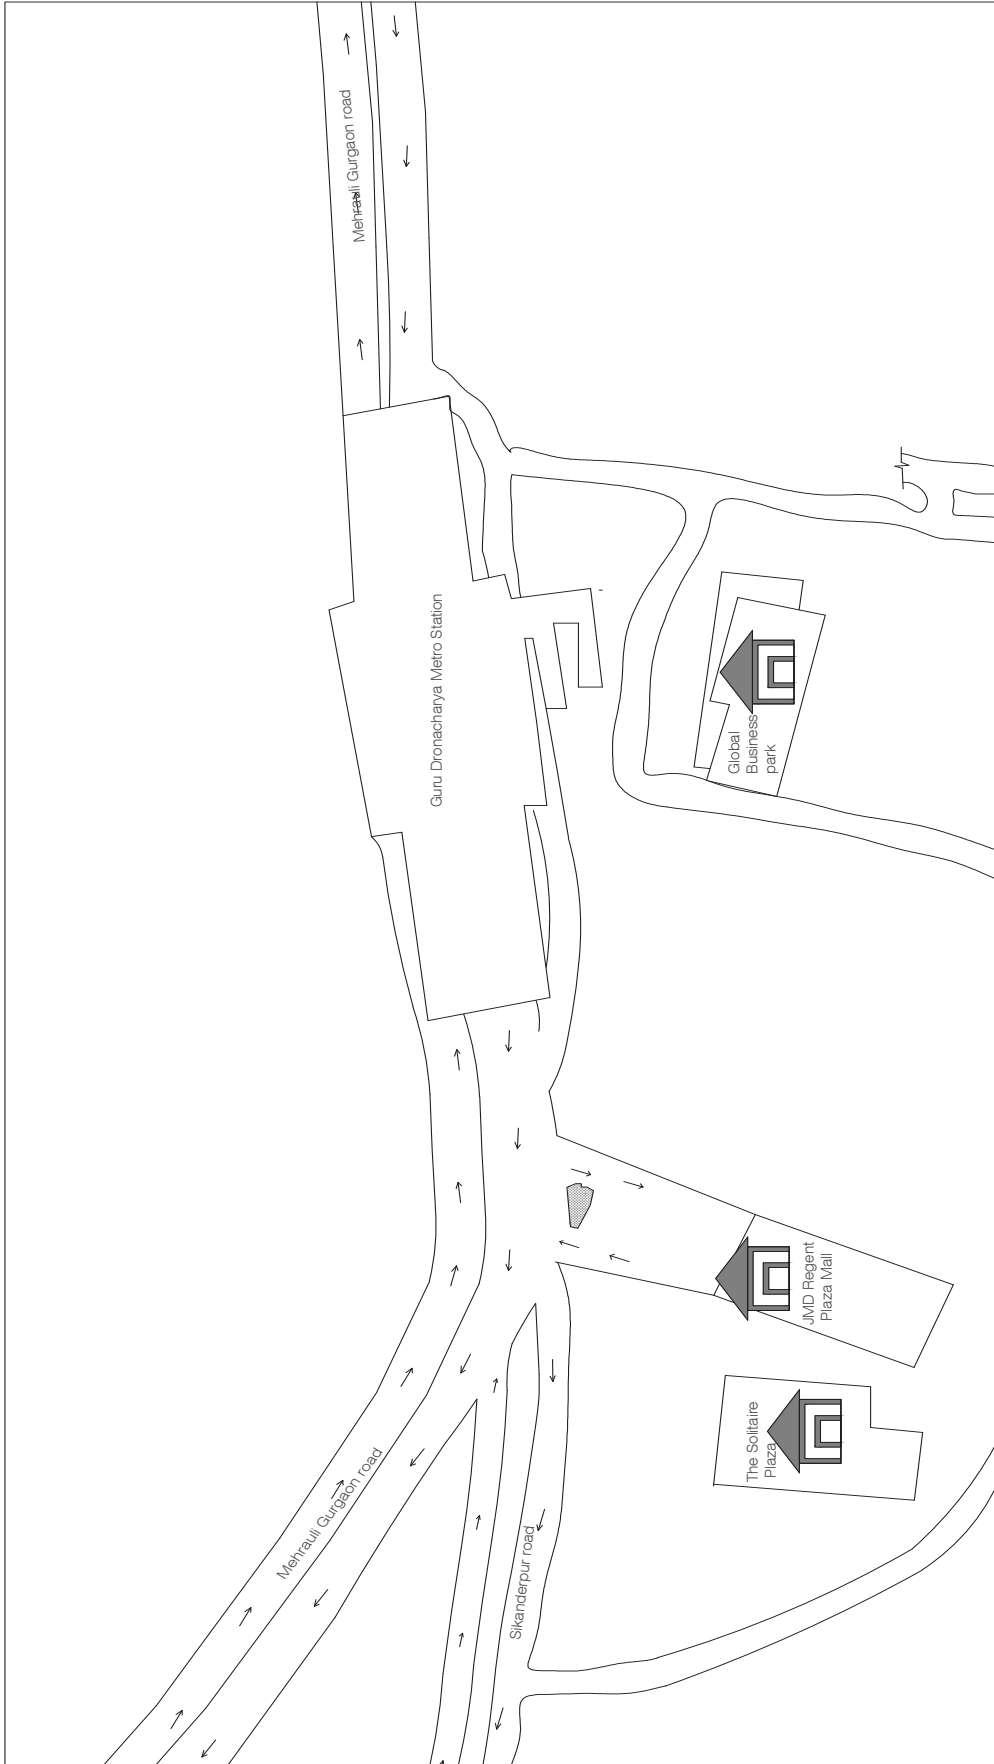 Mehrauli Gurgaon road
Guru Dronacharya Metro Station
Global
Business
park
JMD Regent
Plaza Mall
The Solitaire
Plaza
Mehrauli Gurgaon road
Sikanderpur road